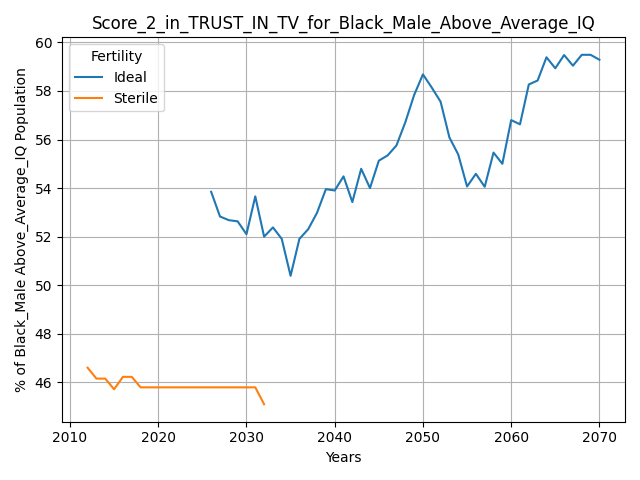 Score_2_in_TRUST_IN_TV_for_Black_Male_Above_Average_IQ
Fertility
Ideal
Sterile
% of Black_Male Above_Average_IQ Population
60
58
56
54
52
50
48
46
2010 2020 2030 2040 2050 2060 2070
Years